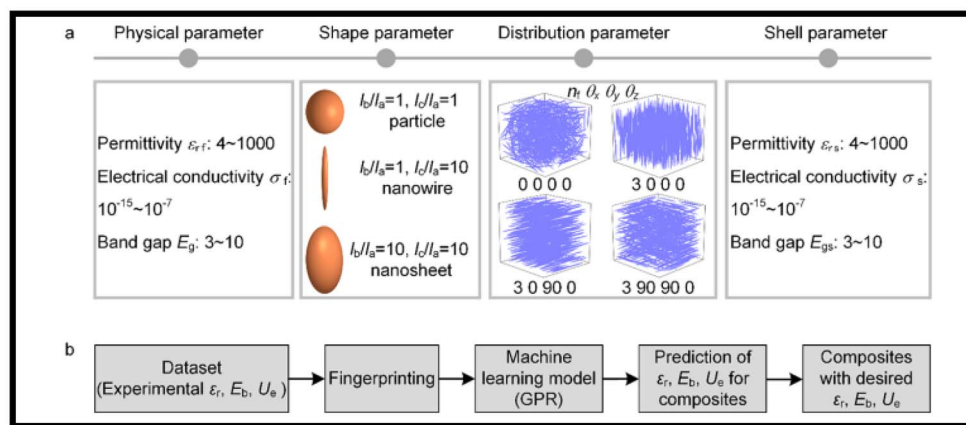 a
Physical parameter
Shape parameter
Distribution parameter
Shell parameter
Permittivity εr f: 4~1000
Electrical conductivity σ f:
10⁻¹⁵~10⁻⁷
Band gap Eg: 3~10
lb/la=1, lc/la=1
particle
lb/la=1, lc/la=10
nanowire
lb/la=10, lc/la=10
nanosheet
nf θx θy θz
0 0 0 0
3 0 0 0
3 0 90 0
3 90 90 0
Permittivity εr s: 4~1000
Electrical conductivity σ s:
10⁻¹⁵~10⁻⁷
Band gap Egs: 3~10
b
Dataset
(Experimental εr, Eb, Ue )
Fingerprinting
Machine
learning model
(GPR)
Prediction of
εr, Eb, Ue for
composites
Composites
with desired
εr, Eb, Ue